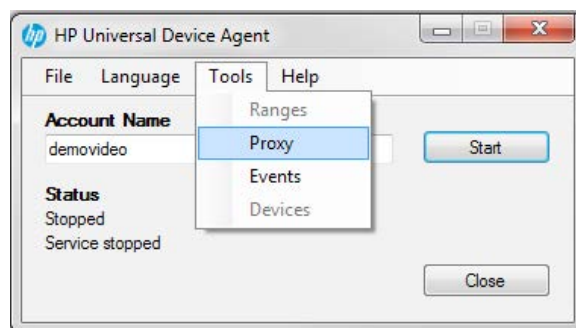 hp HP Universal Device Agent
File Language Tools Help
Ranges
Proxy
Events
Devices
Account Name
demovideo
Start
Status
Stopped
Service stopped
Close